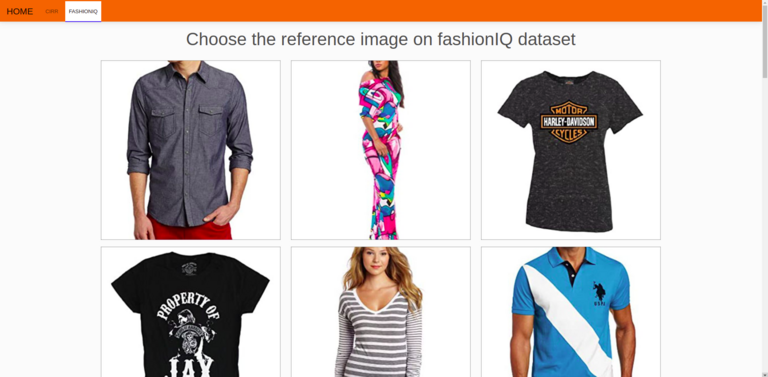 HOME CIRR FASHIONIQ
Choose the reference image on fashionIQ dataset
MOTOR
HARLEY-DAVIDSON
CYCLES
PROPERTY OF
JAX